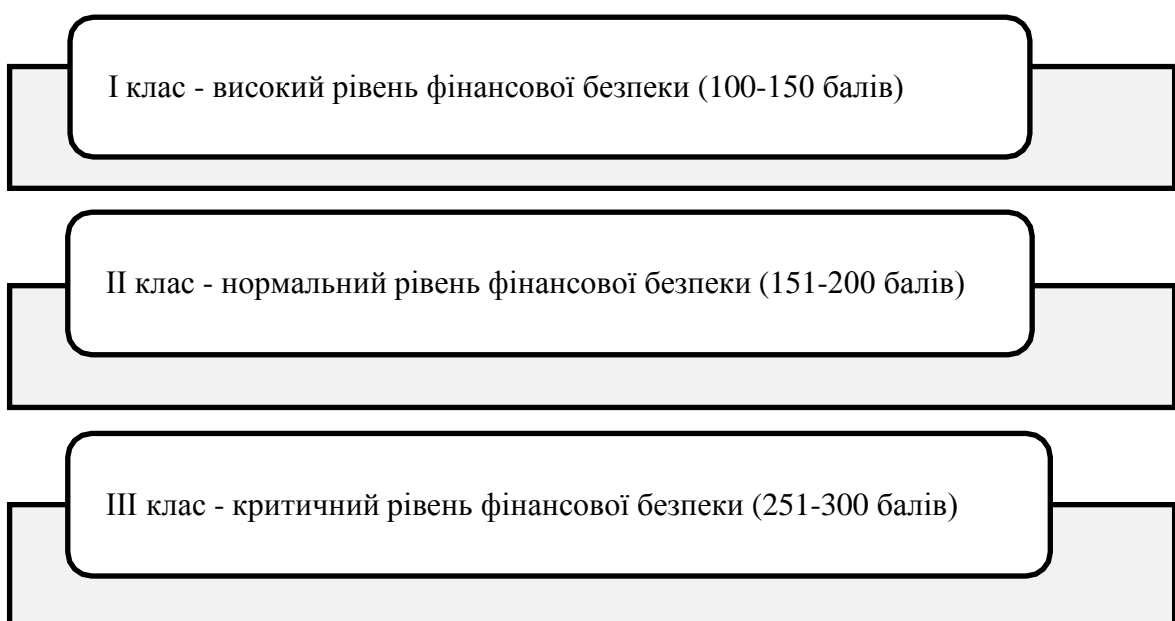 І клас - високий рівень фінансової безпеки (100-150 балів)
ІІ клас - нормальний рівень фінансової безпеки (151-200 балів)
ІІІ клас - критичний рівень фінансової безпеки (251-300 балів)